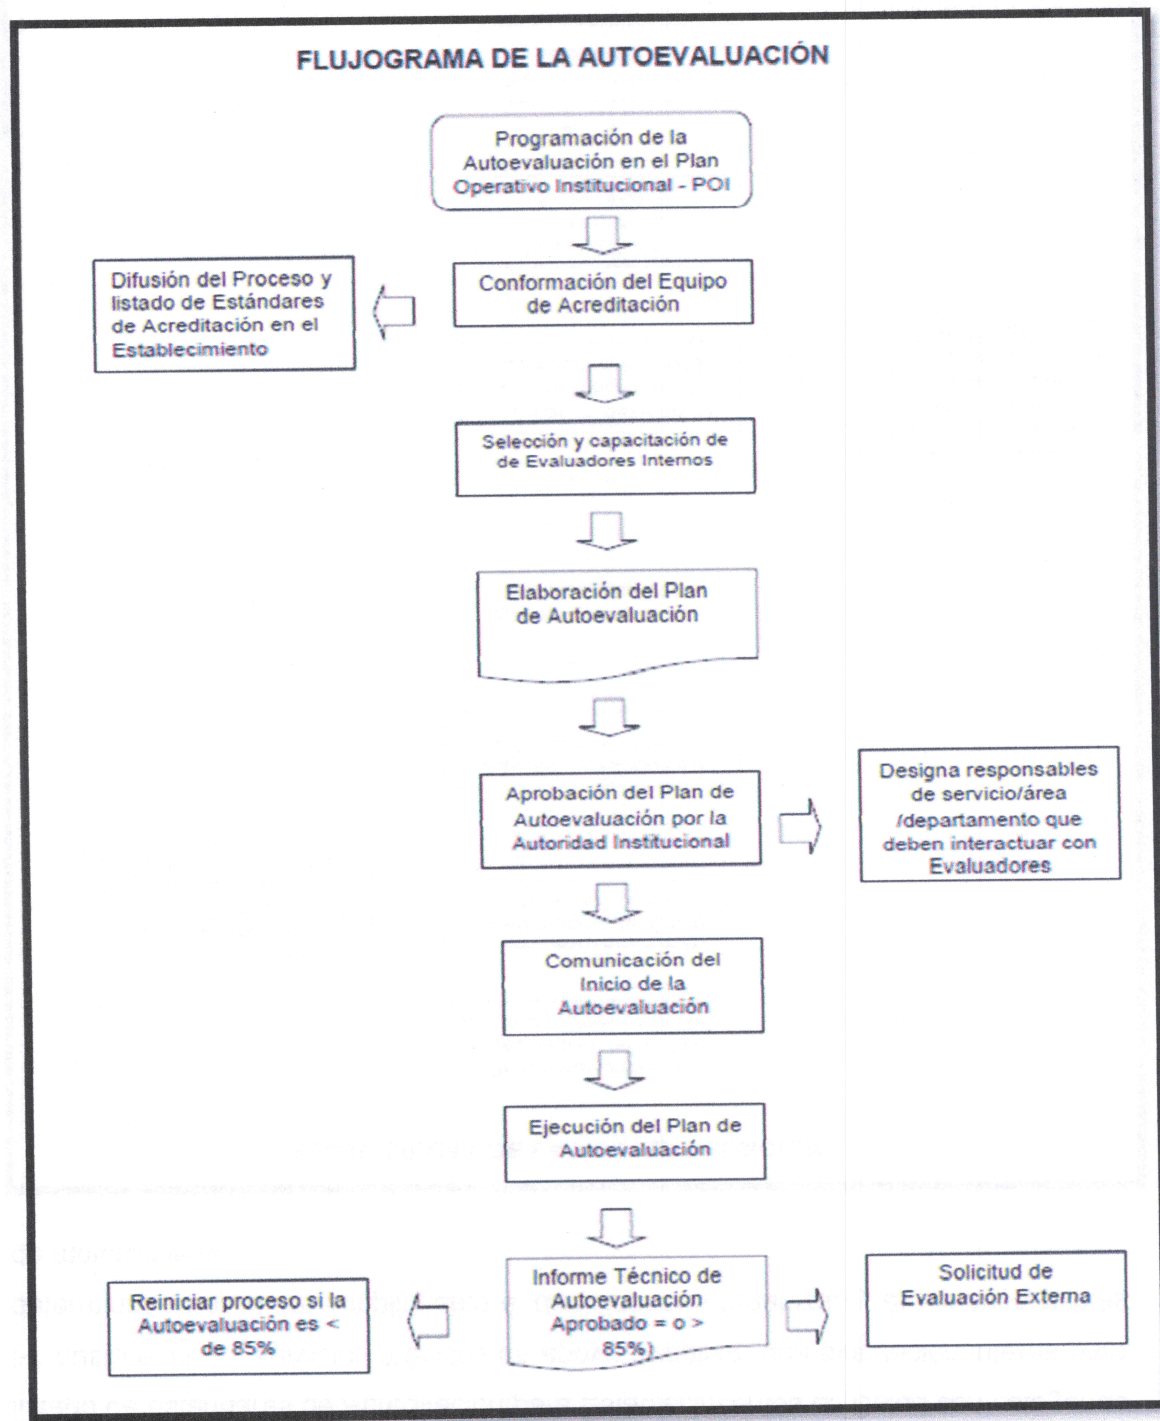 FLUJOGRAMA DE LA AUTOEVALUACIÓN
Programación de la
Autoevaluación en el Plan
Operativo Institucional - POI
Difusión del Proceso y
listado de Estándares
de Acreditación en el
Establecimiento
Conformación del Equipo
de Acreditación
Selección y capacitación de
de Evaluadores Internos
Elaboración del Plan
de Autoevaluación
Aprobación del Plan de
Autoevaluación por la
Autoridad Institucional
Designa responsables
de servicio/área
/departamento que
deben interactuar con
Evaluadores
Comunicación del
Inicio de la
Autoevaluación
Ejecución del Plan de
Autoevaluación
Reiniciar proceso si la
Autoevaluación es <
de 85%
Informe Técnico de
Autoevaluación
Aprobado = o >
85%)
Solicitud de
Evaluación Externa